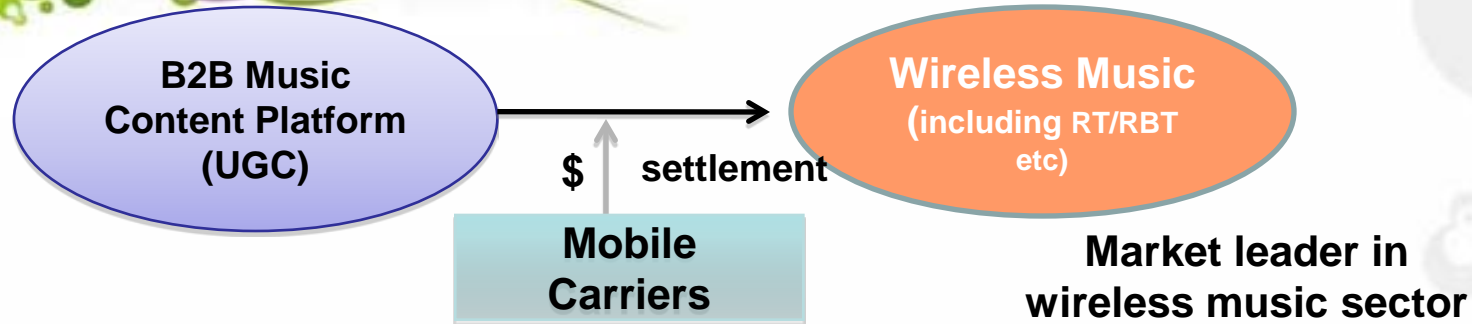 B2B Music
Content Platform
(UGC)
Wireless Music
(including RT/RBT
etc)
$ settlement
Mobile
Carriers
Market leader in
wireless music sector